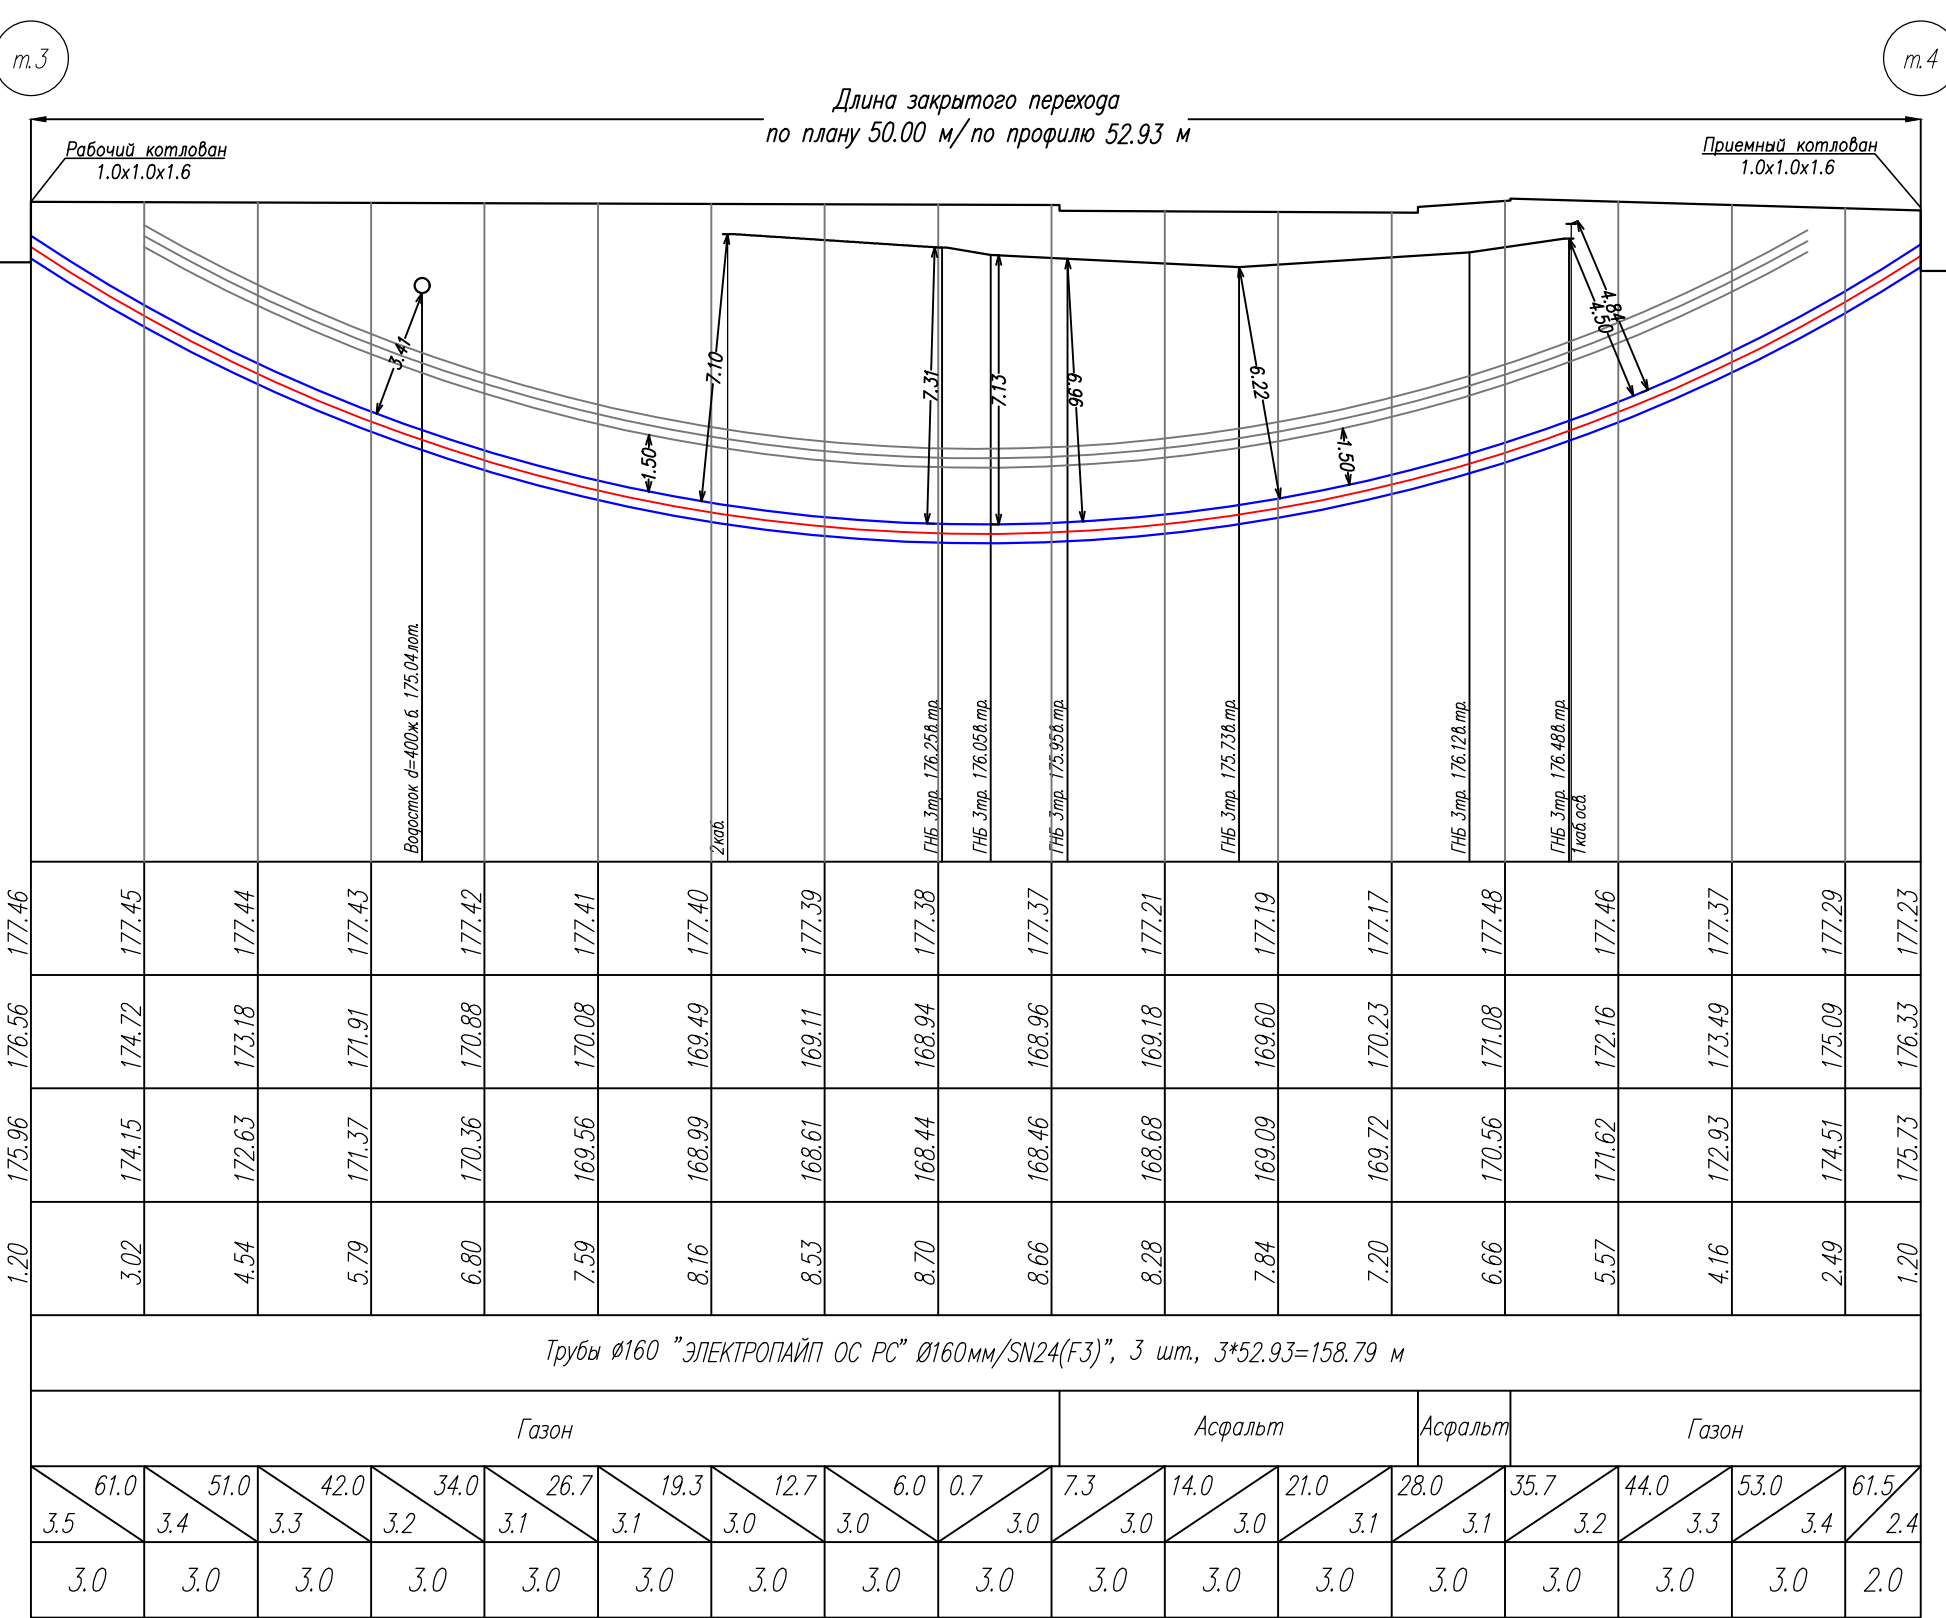 т.3
т.4
Длина закрытого перехода
по плану 50.00 м/по профилю 52.93 м
Рабочий котлован
1.0x1.0x1.6
Приемный котлован
1.0x1.0x1.6
3.41
1.50
7.10
7.31
7.13
6.96
6.22
1.50
4.50
4.84
Водосток d=400ж.б. 175.04лот.
2каб.
ГНБ 3тр. 176.25в.тр.
ГНБ 3тр. 176.05в.тр.
ГНБ 3тр. 175.95в.тр.
ГНБ 3тр. 175.73в.тр.
ГНБ 3тр. 176.12в.тр.
ГНБ 3тр. 176.48в.тр.
1каб.осв.
177.46 177.45 177.44 177.43 177.42 177.41 177.40 177.39 177.38 177.37 177.21 177.19 177.17 177.48 177.46 177.37 177.29 177.23
176.56 174.72 173.18 171.91 170.88 170.08 169.49 169.11 168.94 168.96 169.18 169.60 170.23 171.08 172.16 173.49 175.09 176.33
175.96 174.15 172.63 171.37 170.36 169.56 168.99 168.61 168.44 168.46 168.68 169.09 169.72 170.56 171.62 172.93 174.51 175.73
1.20 3.02 4.54 5.79 6.80 7.59 8.16 8.53 8.70 8.66 8.28 7.84 7.20 6.66 5.57 4.16 2.49 1.20
Трубы ø160 "ЭЛЕКТРОПАЙП ОС РС" Ø160мм/SN24(F3)", 3 шт., 3*52.93=158.79 м
Газон Асфальт Асфальт Газон
61.0 51.0 42.0 34.0 26.7 19.3 12.7 6.0 0.7 7.3 14.0 21.0 28.0 35.7 44.0 53.0 61.5
3.5 3.4 3.3 3.2 3.1 3.1 3.0 3.0 3.0 3.0 3.0 3.1 3.1 3.2 3.3 3.4 2.4
3.0 3.0 3.0 3.0 3.0 3.0 3.0 3.0 3.0 3.0 3.0 3.0 3.0 3.0 3.0 3.0 2.0